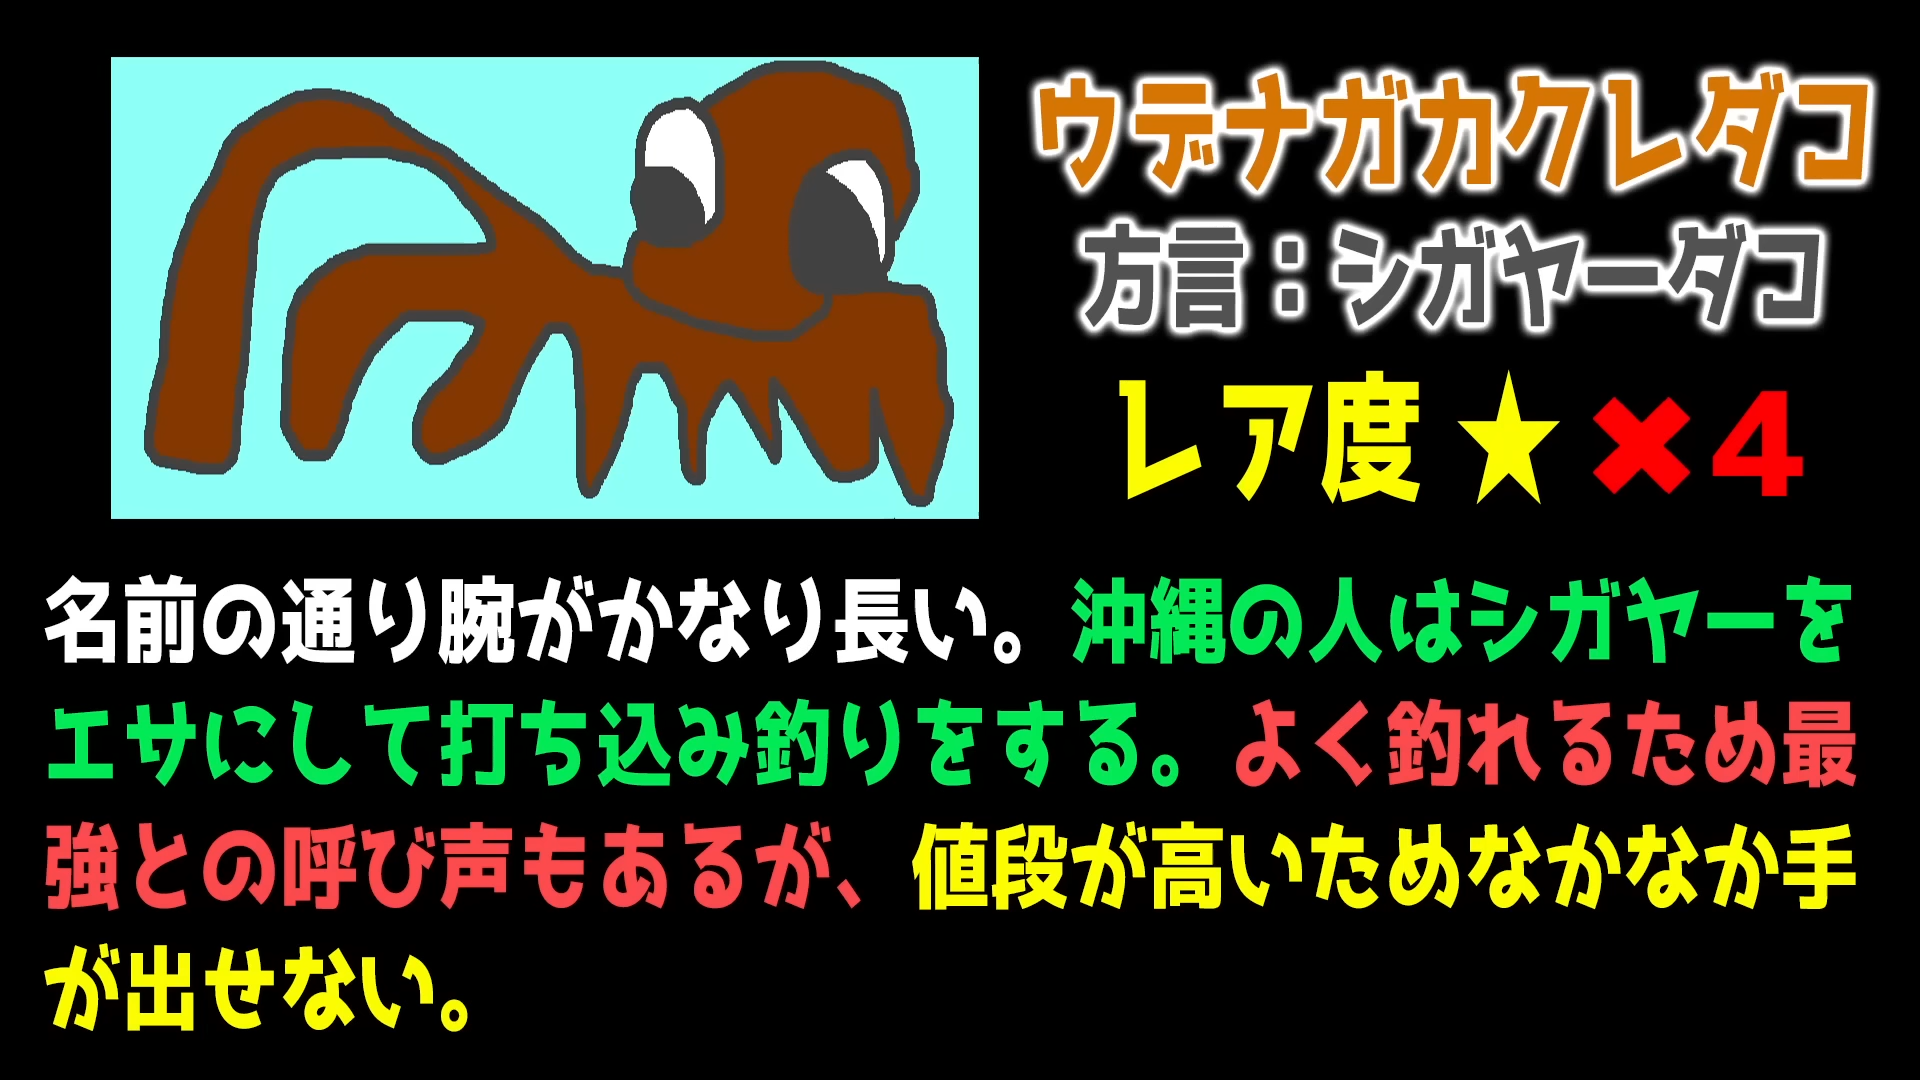 ウデナガカクレダコ
方言：シガヤーダコ
レア度 ★✖4
名前の通り腕がかなり長い。沖縄の人はシガヤーを
エサにして打ち込み釣りをする。よく釣れるため最
強との呼び声もあるが、値段が高いためなかなか手
が出せない。